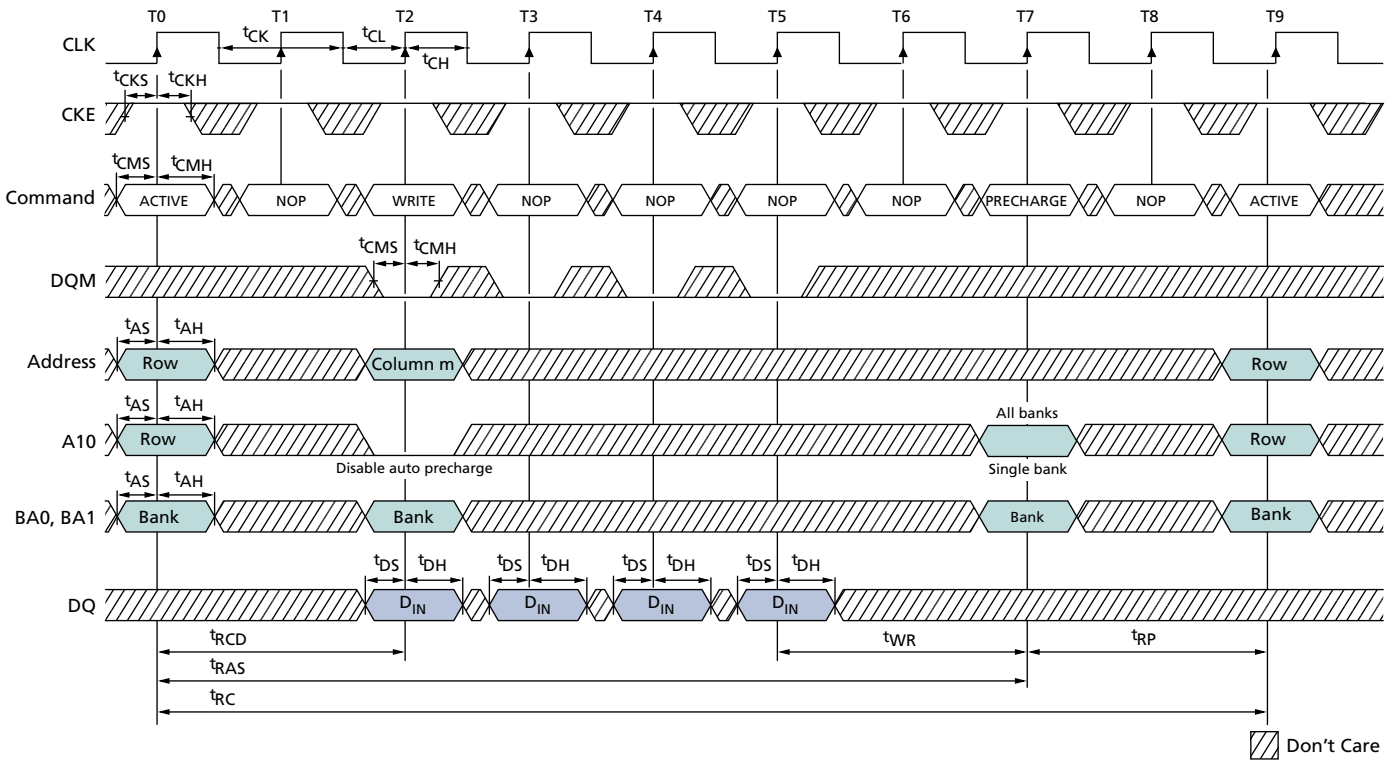 T0 T1 T2 T3 T4 T5 T6 T7 T8 T9
CLK tCK tCL tCH
tCKS tCKH
CKE
tCMS tCMH
Command ACTIVE NOP WRITE NOP NOP NOP NOP PRECHARGE NOP ACTIVE
tCMS tCMH
DQM
tAS tAH
Address Row Column m Row
tAS tAH All banks
A10 Row Row
Disable auto precharge Single bank
tAS tAH
BA0, BA1 Bank Bank Bank Bank
tDS tDH tDS tDH tDS tDH tDS tDH
DQ DIN DIN DIN DIN
tRCD tWR tRP
tRAS
tRC
Don't Care